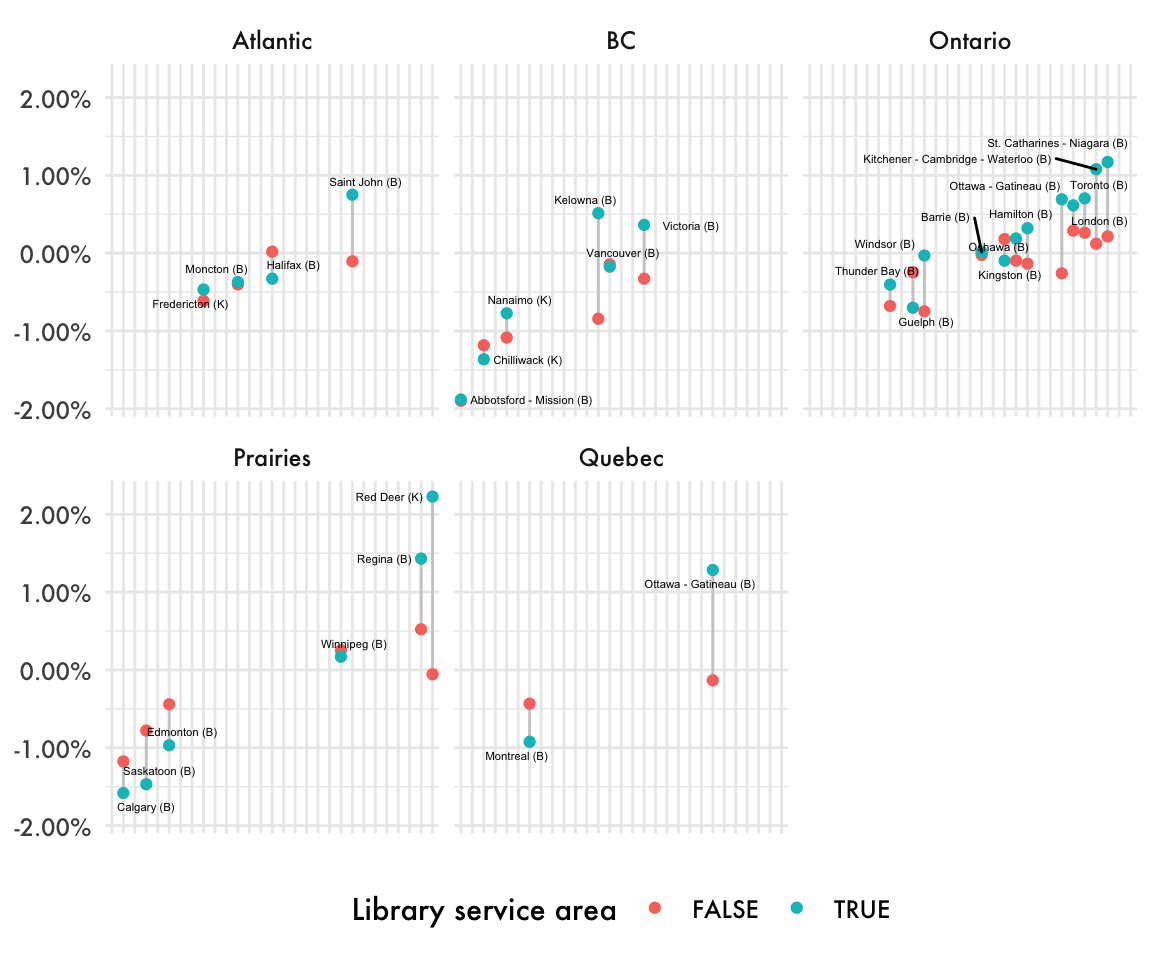 Atlantic
BC
Ontario
2.00%
1.00%
0.00%
-1.00%
-2.00%
Saint John (B)
Moncton (B)
Halifax (B)
Fredericton (K)
Kelowna (B)
Victoria (B)
Vancouver (B)
Nanaimo (K)
Chilliwack (K)
Abbotsford - Mission (B)
St. Catharines - Niagara (B)
Kitchener - Cambridge - Waterloo (B)
Ottawa - Gatineau (B)
Toronto (B)
Barrie (B)
Hamilton (B)
London (B)
Windsor (B)
Oshawa (B)
Thunder Bay (B)
Kingston (B)
Guelph (B)
Prairies
Quebec
2.00%
1.00%
0.00%
-1.00%
-2.00%
Red Deer (K)
Regina (B)
Winnipeg (B)
Edmonton (B)
Saskatoon (B)
Calgary (B)
Ottawa - Gatineau (B)
Montreal (B)
Library service area FALSE TRUE